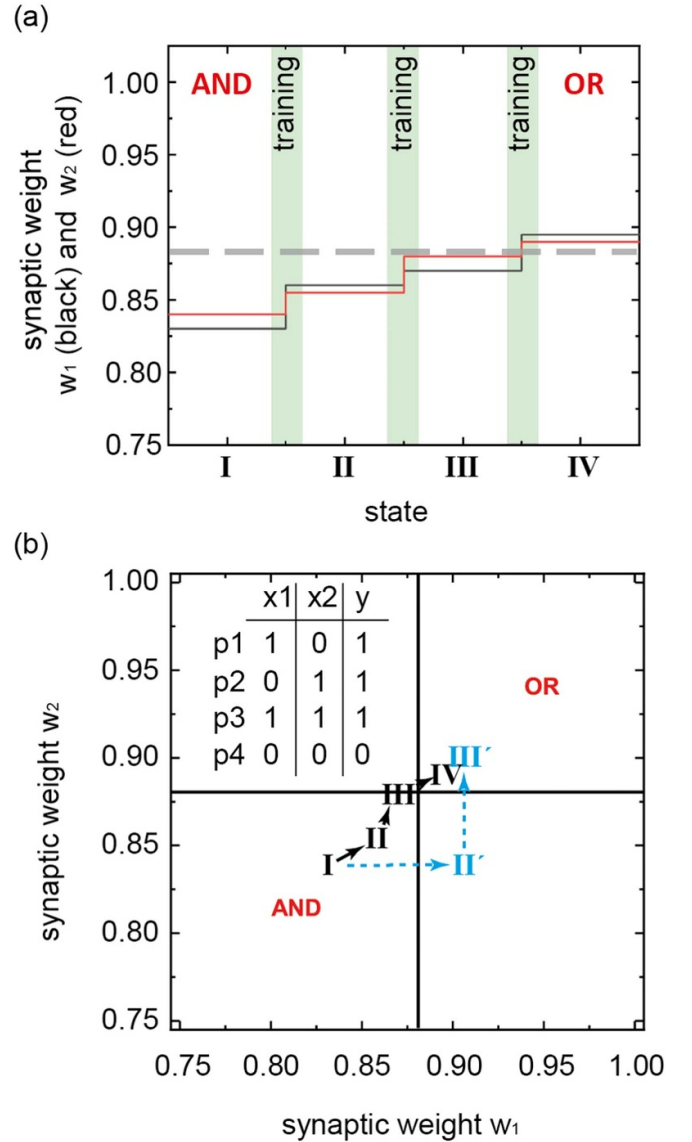 (a)
AND
training
training
training
OR
synaptic weight
w₁ (black) and w₂ (red)
1.00
0.95
0.90
0.85
0.80
0.75
I
II
III
IV
state
(b)
synaptic weight w₂
1.00
0.95
0.90
0.85
0.80
0.75
x1 x2 y
p1 1 0 1
p2 0 1 1
p3 1 1 1
p4 0 0 0
OR
III´
IV
III
II
I
II´
AND
0.75 0.80 0.85 0.90 0.95 1.00
synaptic weight w₁